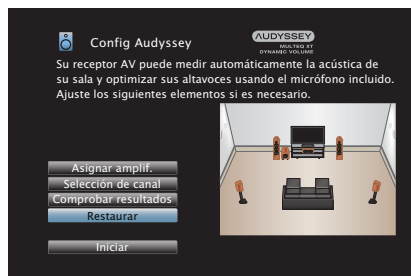 Config Audyssey
AUDYSSEY
MULTEQ XT
DYNAMIC VOLUME
Su receptor AV puede medir automáticamente la acústica de
su sala y optimizar sus altavoces usando el micrófono incluido.
Ajuste los siguientes elementos si es necesario.
Asignar amplif.
Selección de canal
Comprobar resultados
Restaurar
Iniciar